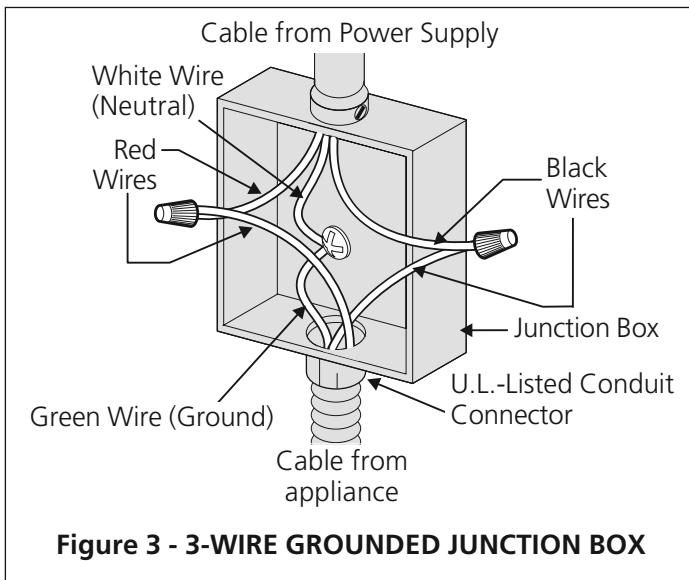 Cable from Power Supply
White Wire
(Neutral)
Red
Wires
Black
Wires
Junction Box
U.L.-Listed Conduit
Connector
Green Wire (Ground)
Cable from
appliance
Figure 3 - 3-WIRE GROUNDED JUNCTION BOX